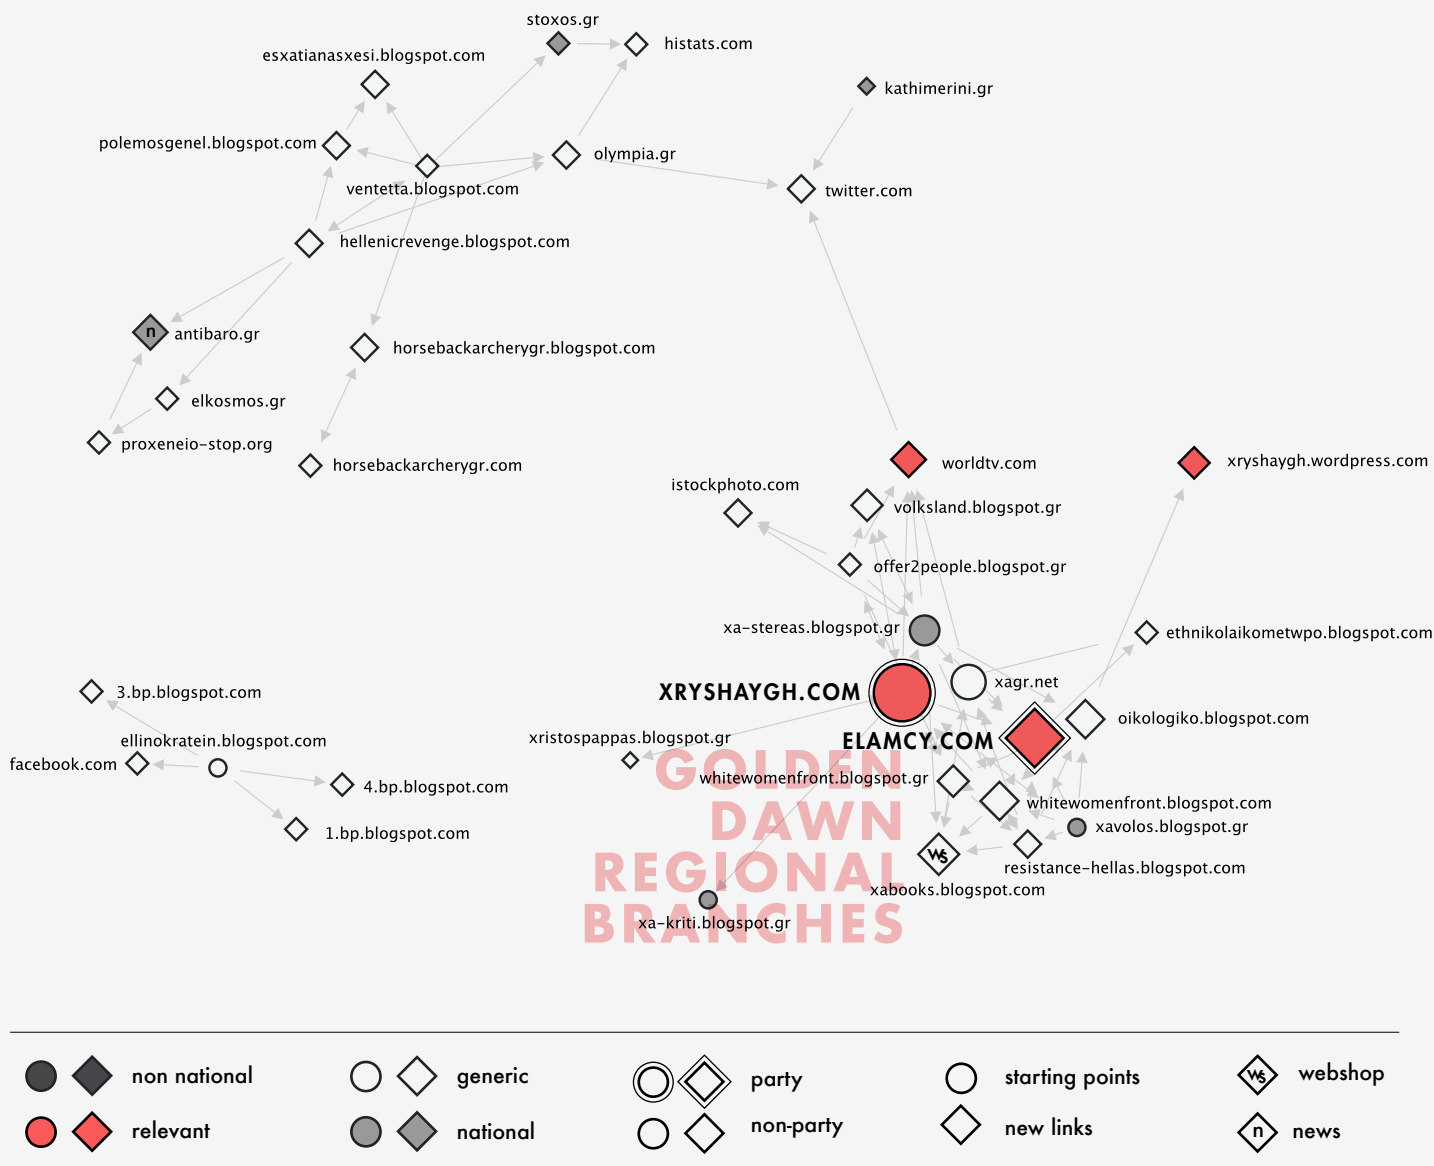 stoxos.gr
histats.com
esxatianasxesi.blogspot.com
kathimerini.gr
polemosgenel.blogspot.com
olympia.gr
ventetta.blogspot.com
twitter.com
hellenicrevenge.blogspot.com
n
antibaro.gr
horsebackarcherygr.blogspot.com
elkosmos.gr
proxeneio-stop.org
horsebackarcherygr.com
worldtv.com
xryshaygh.wordpress.com
istockphoto.com
volksland.blogspot.gr
offer2people.blogspot.gr
xa-stereas.blogspot.gr
ethnikolaikometwpo.blogspot.com
xagr.net
3.bp.blogspot.com
XRYSHAYGH.COM
oikologiko.blogspot.com
ellinokratein.blogspot.com
xristospappas.blogspot.gr
ELAMCY.COM
facebook.com
GOLDEN
whitewomenfront.blogspot.gr
4.bp.blogspot.com
whitewomenfront.blogspot.com
DAWN
1.bp.blogspot.com
xavolos.blogspot.gr
ws
resistance-hellas.blogspot.com
REGIONAL
xabooks.blogspot.com
BRANCHES
xa-kriti.blogspot.gr
non national
generic
party
starting points
ws
webshop
relevant
national
non-party
new links
n
news